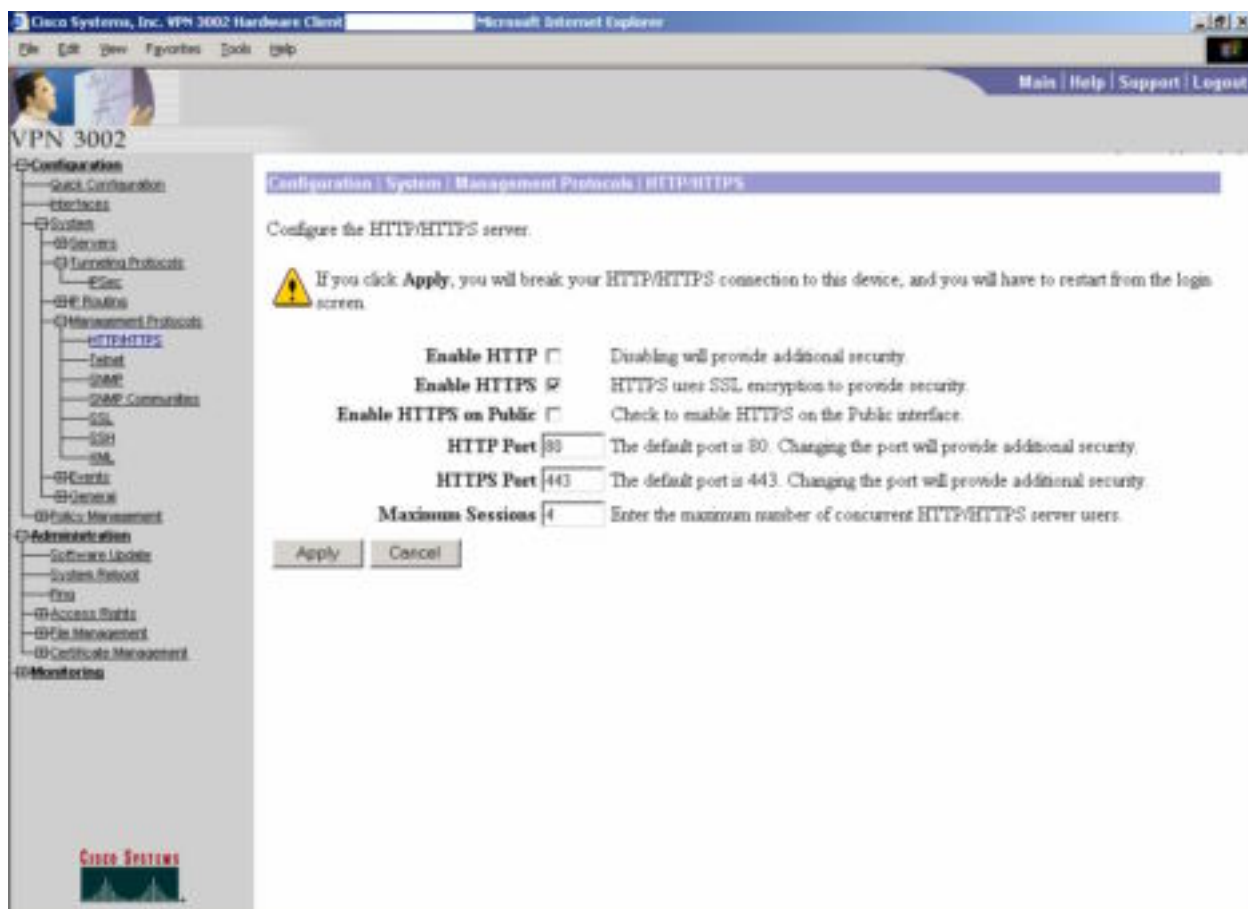 Cisco Systems, Inc. VPN 3002 Hardware Client
Microsoft Internet Explorer
File Edit View Favorites Tools Help
Main | Help | Support | Logout
VPN 3002
Configuration
Quick Configuration
Interfaces
System
Servers
Tunneling Protocols
IPSec
IP Routing
Management Protocols
HTTP/HTTPS
Telnet
SNMP
SNMP Communities
SSL
SSH
XML
Events
General
Policy Management
Administration
Software Update
System Reboot
Ping
Access Rights
File Management
Certificate Management
Monitoring
Configuration | System | Management Protocols | HTTP/HTTPS
Configure the HTTP/HTTPS server.
If you click Apply, you will break your HTTP/HTTPS connection to this device, and you will have to restart from the login
screen.
Enable HTTP Disabling will provide additional security.
Enable HTTPS HTTPS uses SSL encryption to provide security.
Enable HTTPS on Public Check to enable HTTPS on the Public interface.
HTTP Port 80 The default port is 80. Changing the port will provide additional security.
HTTPS Port 443 The default port is 443. Changing the port will provide additional security.
Maximum Sessions 4 Enter the maximum number of concurrent HTTP/HTTPS server users.
Apply Cancel
Cisco Systems